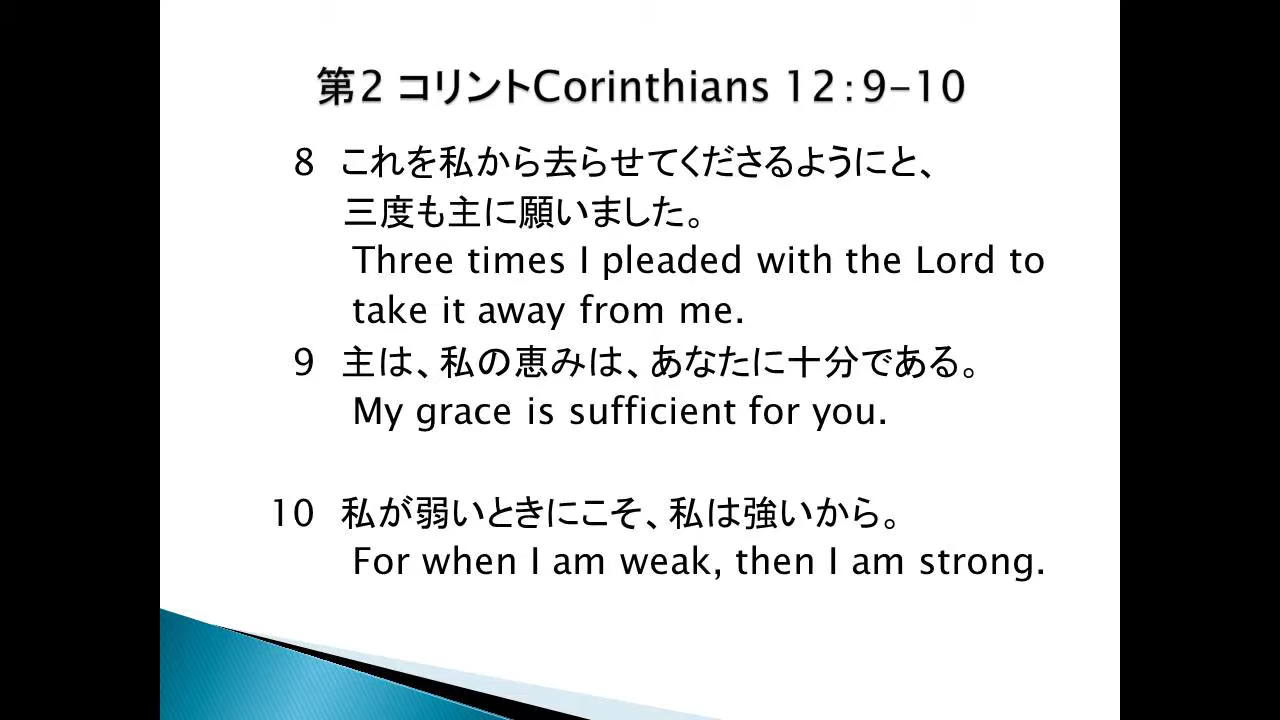 第2 コリントCorinthians 12：9-10
8 これを私から去らせてくださるようにと、
三度も主に願いました。
Three times I pleaded with the Lord to
take it away from me.
9 主は、私の恵みは、あなたに十分である。
My grace is sufficient for you.
10 私が弱いときにこそ、私は強いから。
For when I am weak, then I am strong.